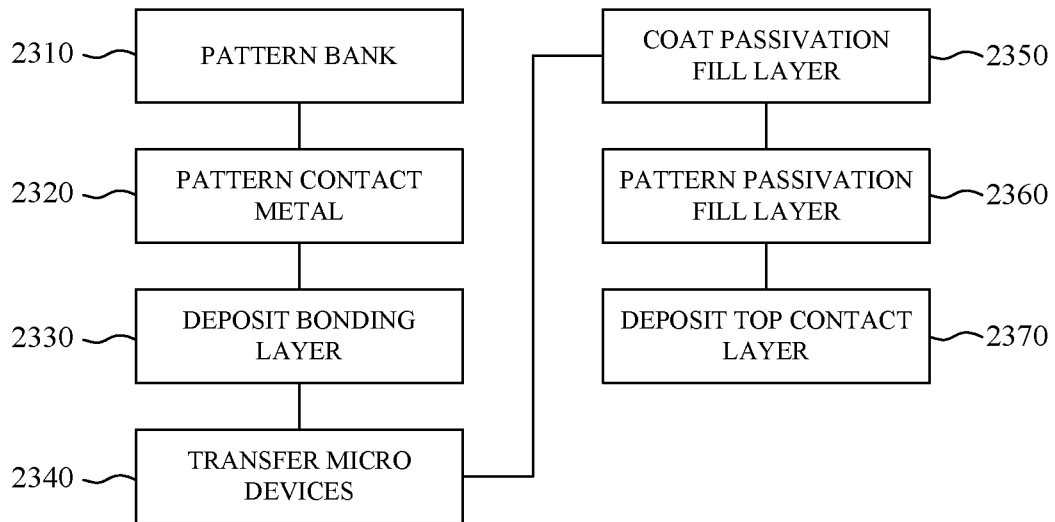 2310
PATTERN BANK
2320
PATTERN CONTACT
METAL
2330
DEPOSIT BONDING
LAYER
2340
TRANSFER MICRO
DEVICES
COAT PASSIVATION
FILL LAYER
2350
PATTERN PASSIVATION
FILL LAYER
2360
DEPOSIT TOP CONTACT
LAYER
2370